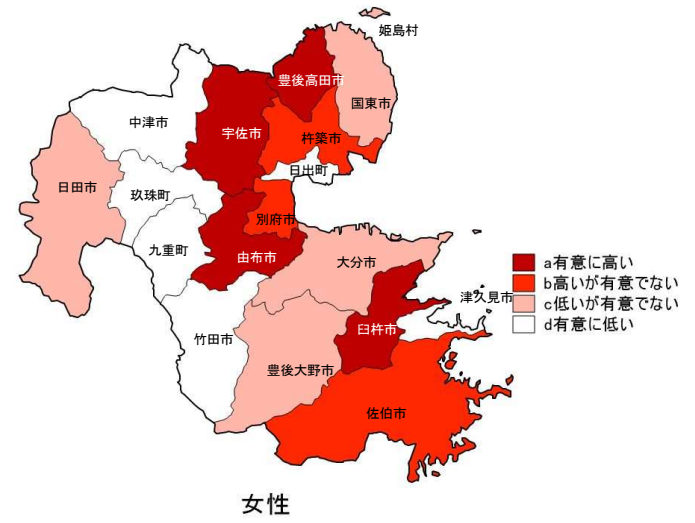 姫島村
豊後高田市
国東市
中津市
宇佐市
杵築市
日出町
日田市
玖珠町
別府市
九重町
由布市
大分市
a有意に高い
b高いが有意でない
c低いが有意でない
d有意に低い
津久見市
竹田市
臼杵市
豊後大野市
佐伯市
女性